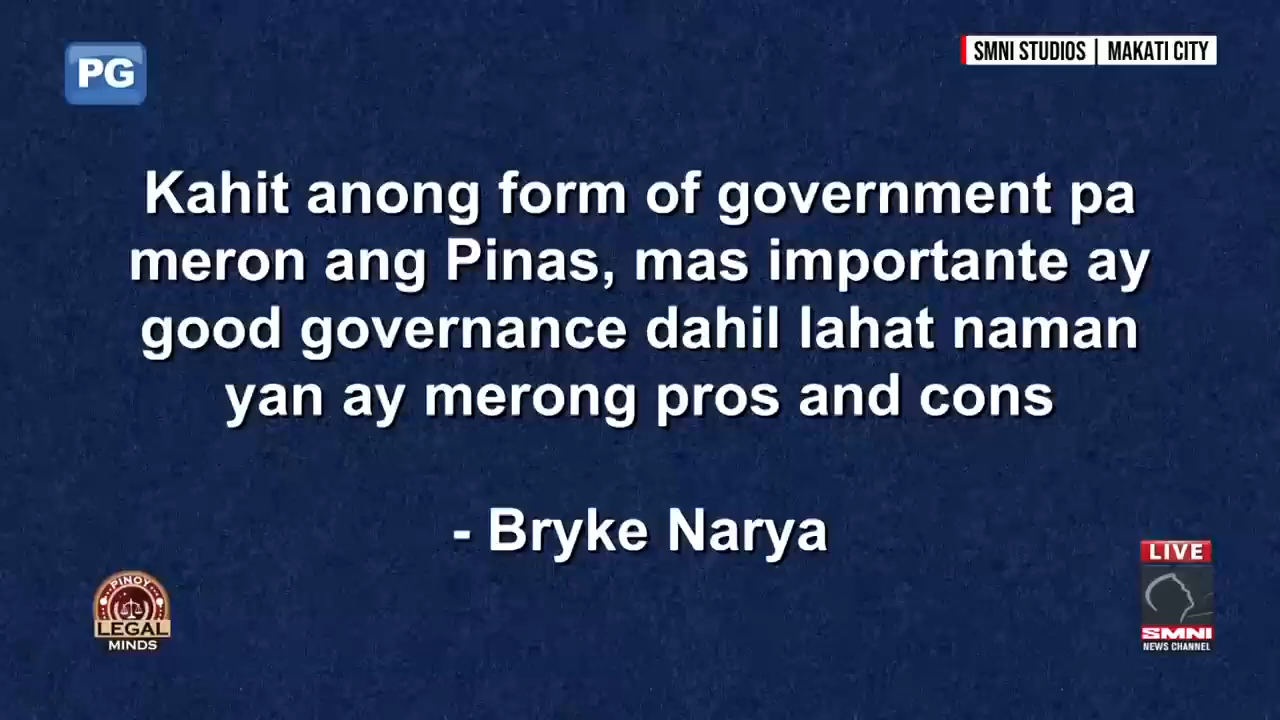 PG
SMNI STUDIOS | MAKATI CITY
Kahit anong form of government pa
meron ang Pinas, mas importante ay
good governance dahil lahat naman
yan ay merong pros and cons
- Bryke Narya
PINOY
LEGAL
MINDS
LIVE
SMNI
NEWS CHANNEL